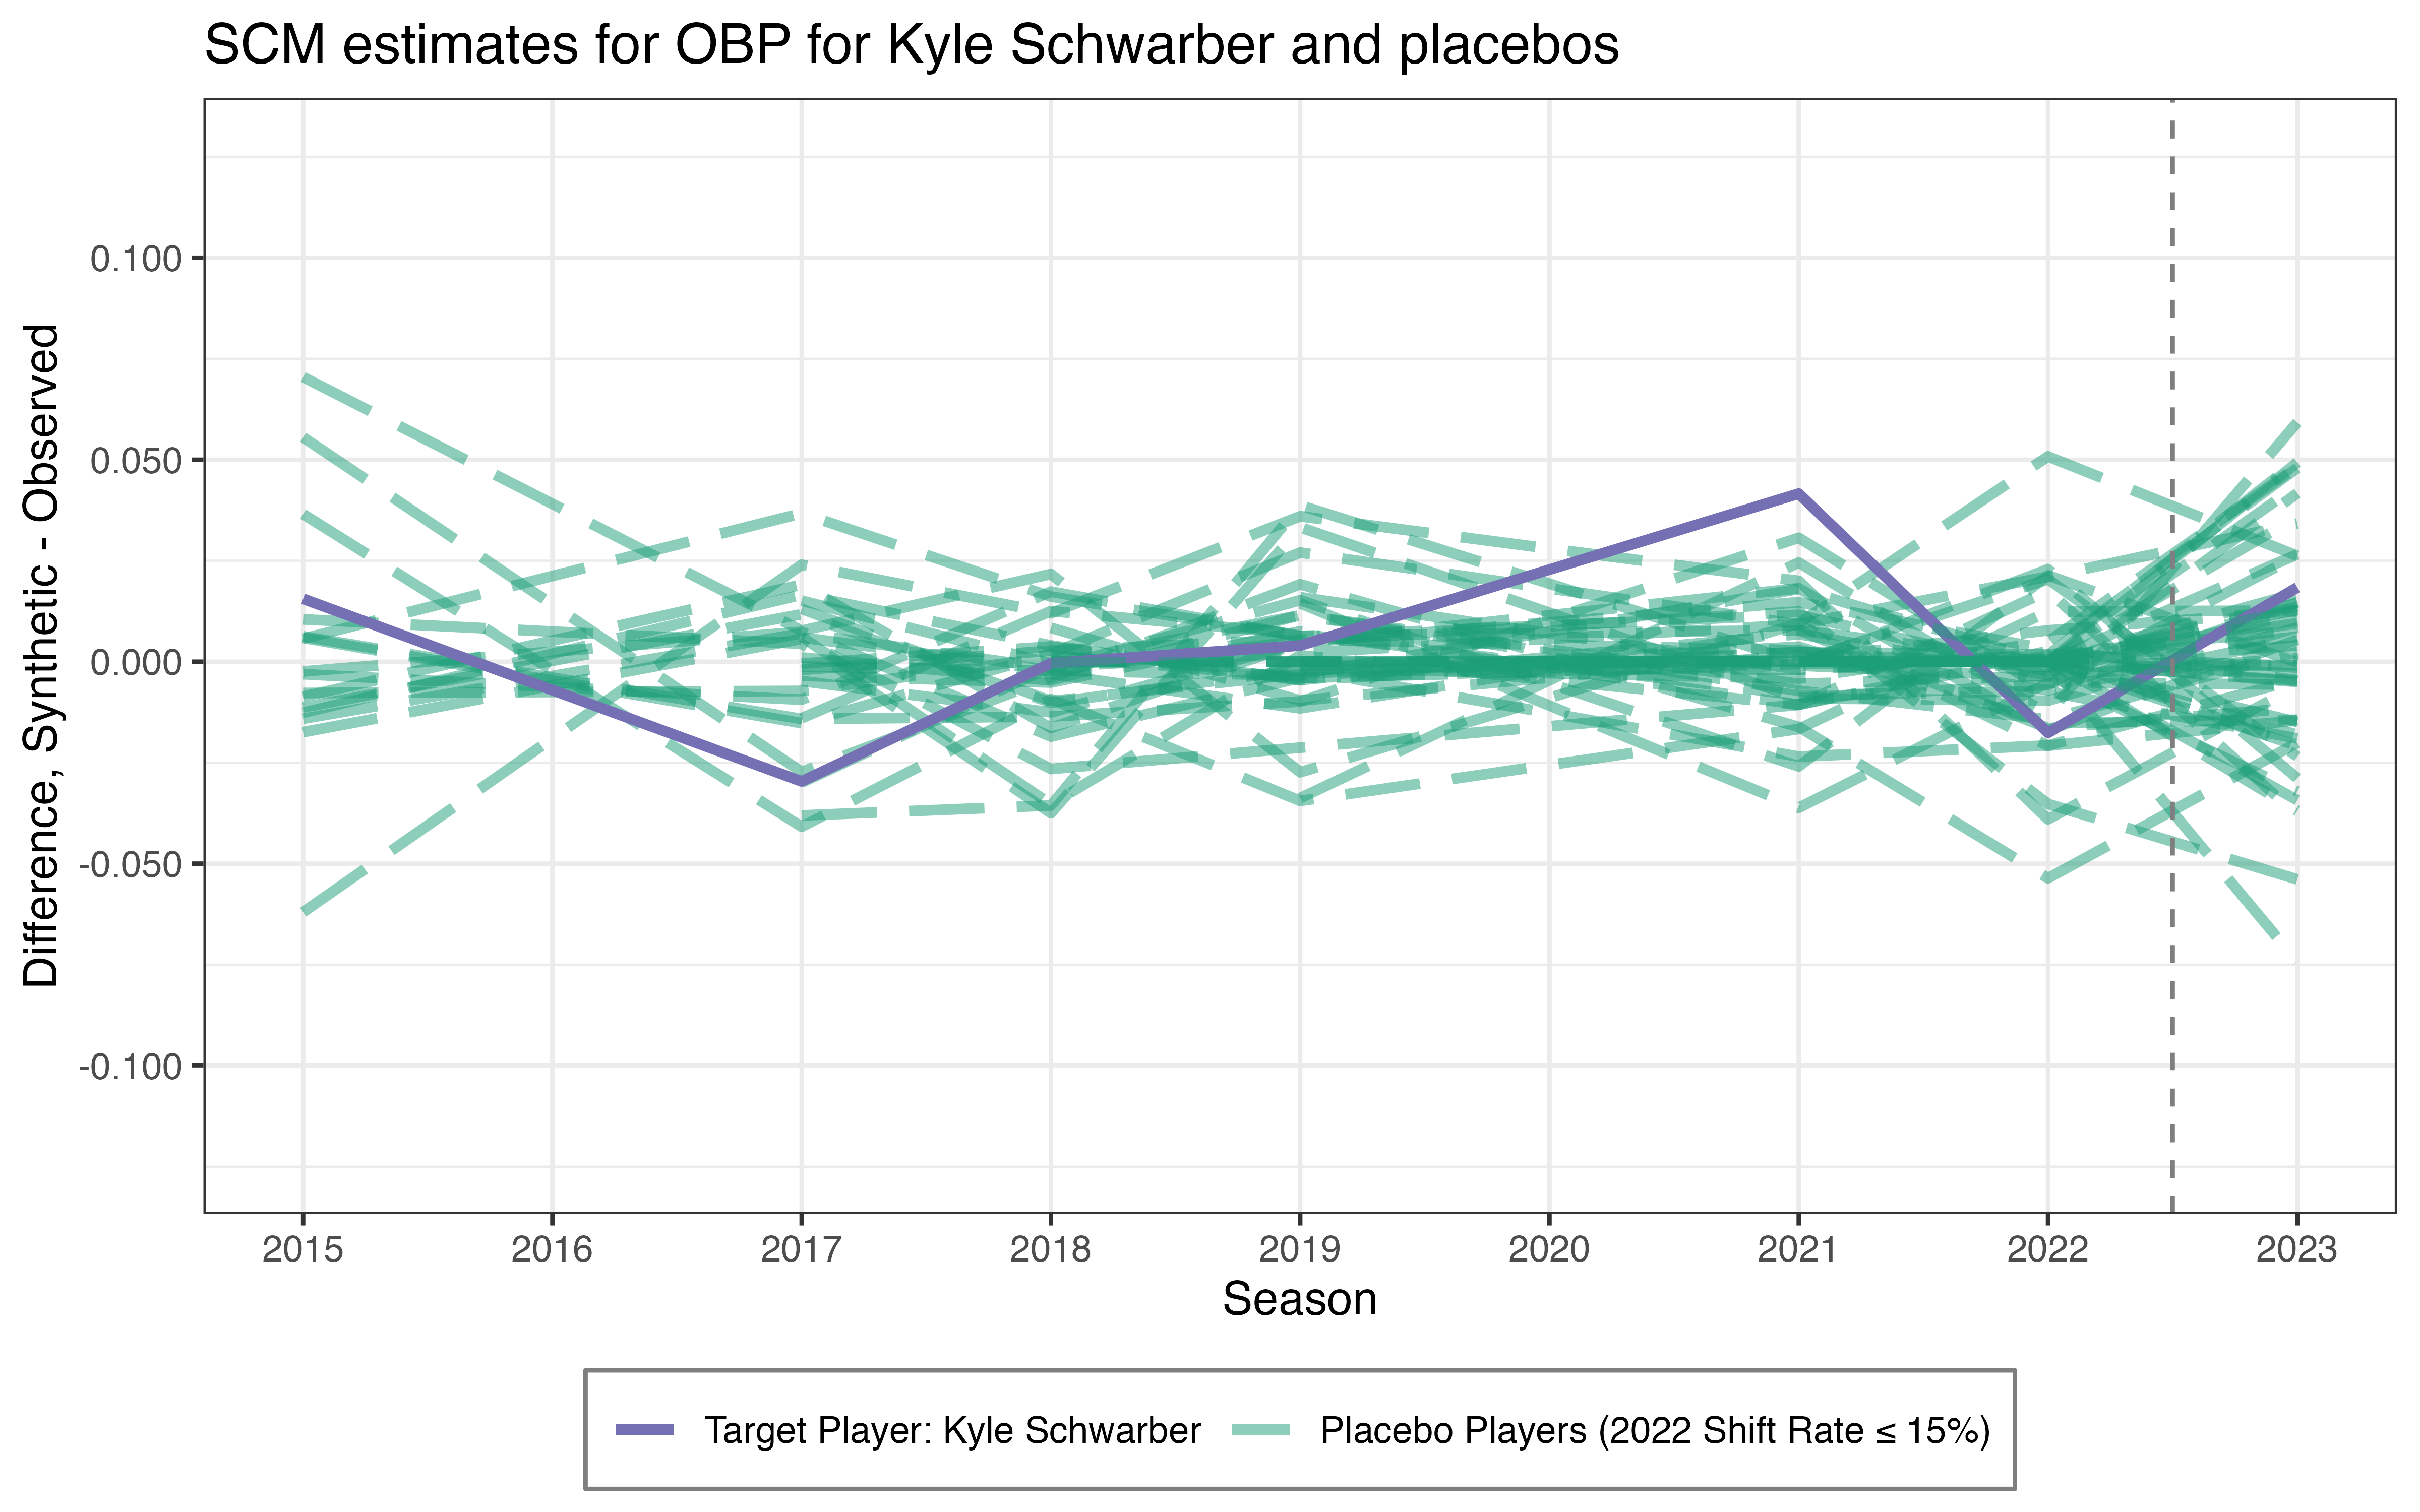 SCM estimates for OBP for Kyle Schwarber and placebos
Difference, Synthetic - Observed
0.100
0.050
0.000
-0.050
-0.100
2015 2016 2017 2018 2019 2020 2021 2022 2023
Season
Target Player: Kyle Schwarber Placebo Players (2022 Shift Rate ≤ 15%)